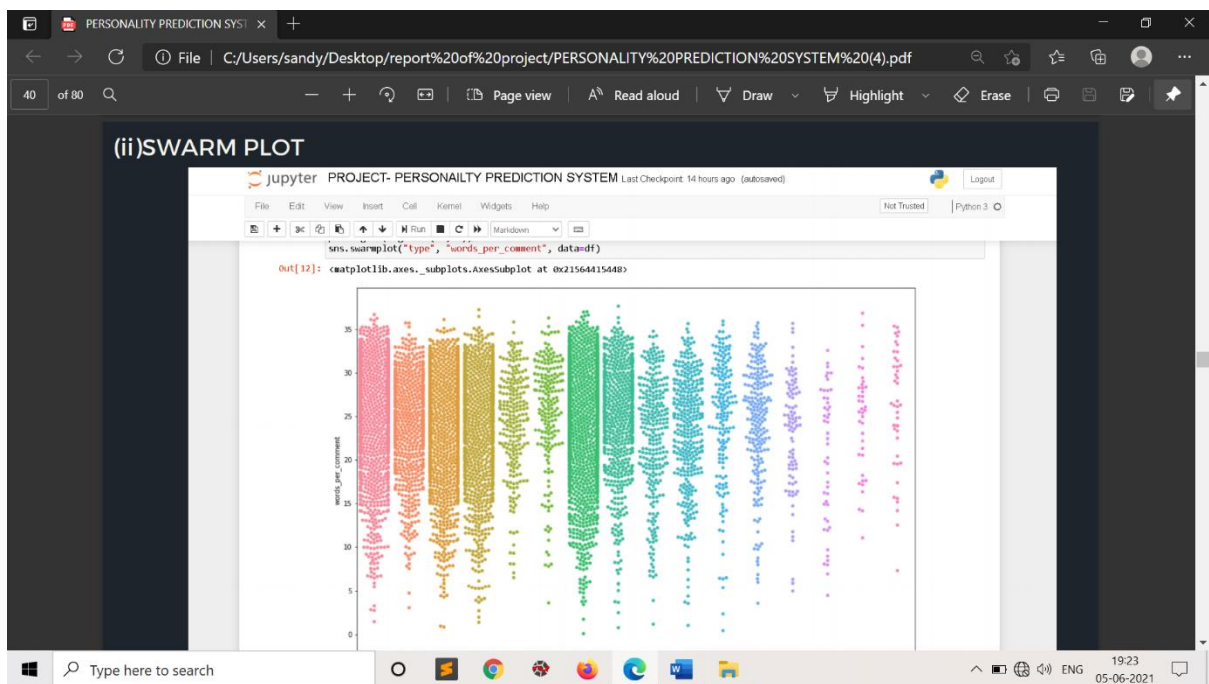 PERSONALITY PREDICTION SYST
File C:/Users/sandy/Desktop/report%20of%20project/PERSONALITY%20PREDICTION%20SYSTEM%20(4).pdf
40 of 80 Page view Read aloud Draw Highlight Erase
(ii)SWARM PLOT
jupyter PROJECT- PERSONAILTY PREDICTION SYSTEM Last Checkpoint: 14 hours ago (autosaved) Logout
File Edit View Insert Cell Kernel Widgets Help Not Trusted Python 3
Run Markdown
sns.swarmplot("type", "words_per_comment", data=df)
Out[12]: <matplotlib.axes._subplots.AxesSubplot at 0x21564415448>
35
30
25
20
15
10
5
0
words_per_comment
Type here to search
ENG
19:23
05-06-2021